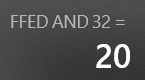 FFED AND 32 =
20